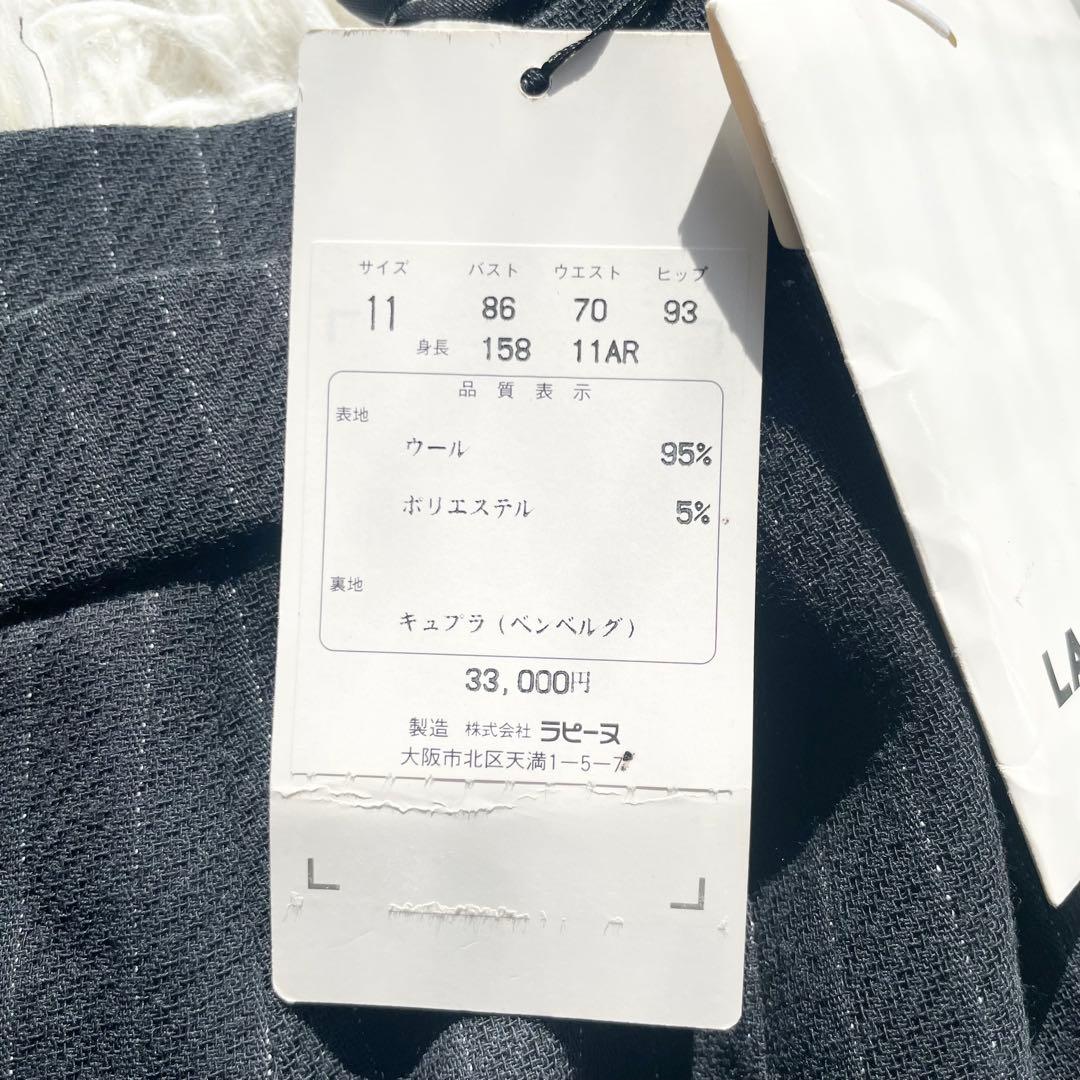 サイズ バスト ウエスト ヒップ
11 86 70 93
身長 158 11AR
品質表示
表地
ウール 95%
ポリエステル 5%
裏地
キュプラ(ベンベルグ)
33,000円
製造 株式会社 ラピーヌ
大阪市北区天満1-5-7
LA